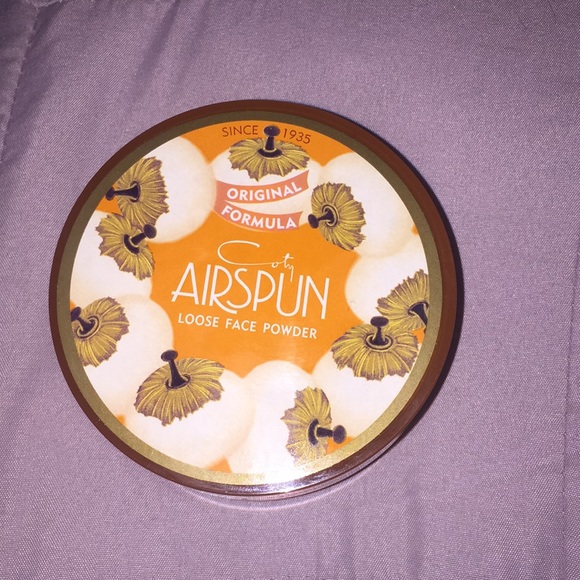 SINCE 1935
ORIGINAL
FORMULA
Coty
AIRSPUN
LOOSE FACE POWDER